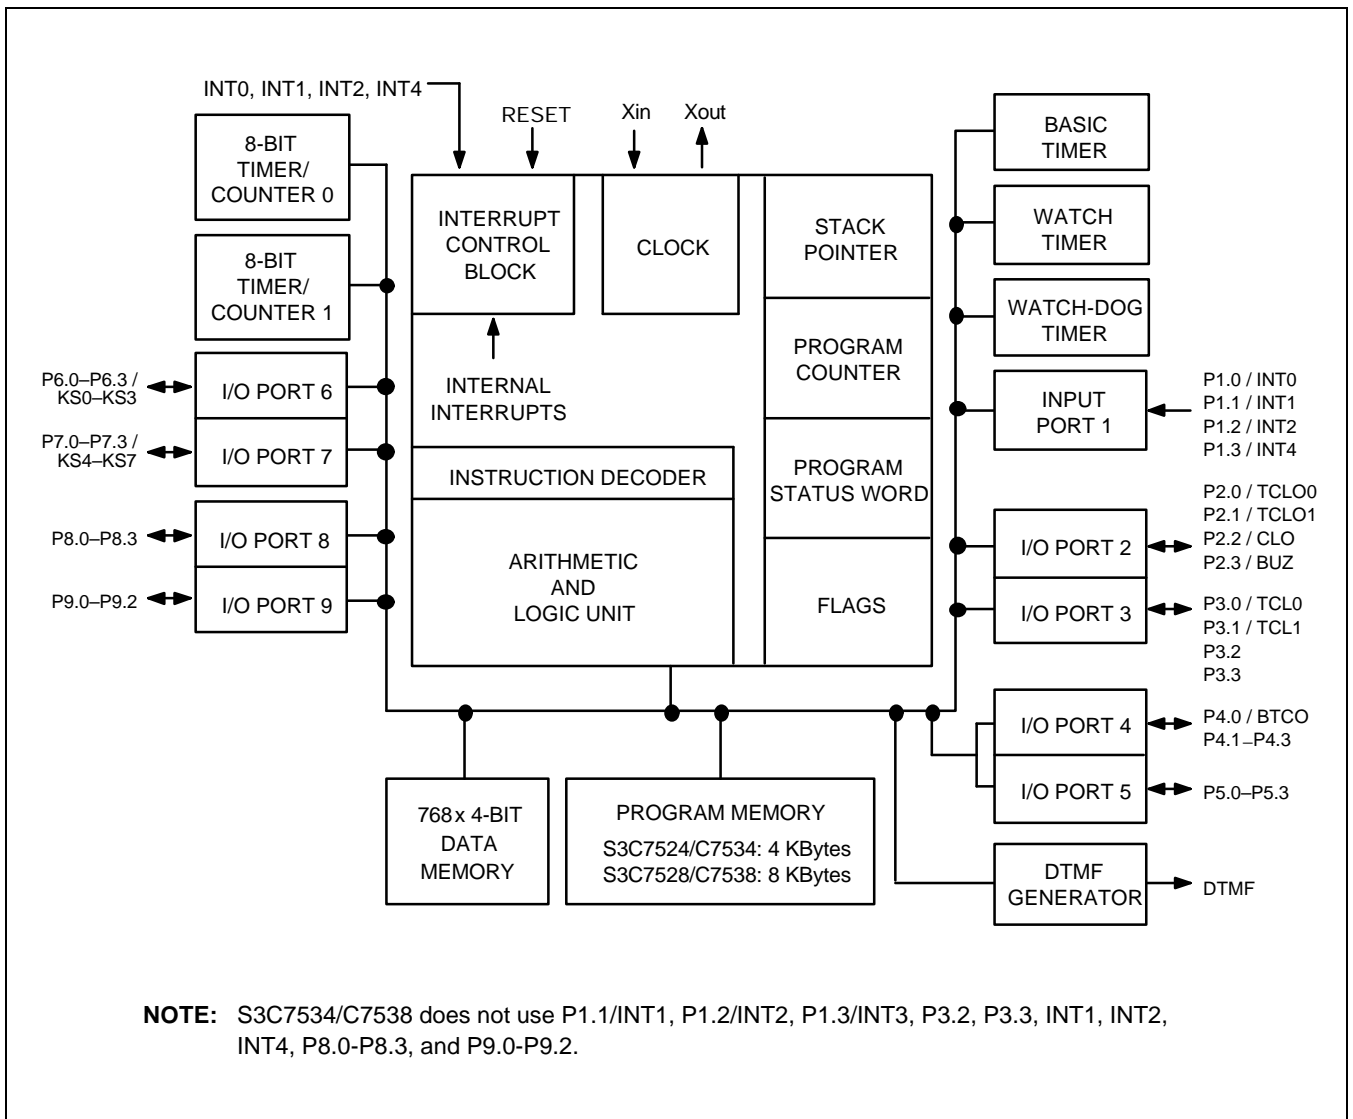 INT0, INT1, INT2, INT4
RESET
Xin
Xout
8-BIT
TIMER/
COUNTER 0
8-BIT
TIMER/
COUNTER 1
P6.0–P6.3 /
KS0–KS3
I/O PORT 6
P7.0–P7.3 /
KS4–KS7
I/O PORT 7
P8.0–P8.3
I/O PORT 8
P9.0–P9.2
I/O PORT 9
INTERRUPT
CONTROL
BLOCK
CLOCK
INTERNAL
INTERRUPTS
INSTRUCTION DECODER
ARITHMETIC
AND
LOGIC UNIT
STACK
POINTER
PROGRAM
COUNTER
PROGRAM
STATUS WORD
FLAGS
BASIC
TIMER
WATCH
TIMER
WATCH-DOG
TIMER
INPUT
PORT 1
P1.0 / INT0
P1.1 / INT1
P1.2 / INT2
P1.3 / INT4
I/O PORT 2
P2.0 / TCLO0
P2.1 / TCLO1
P2.2 / CLO
P2.3 / BUZ
I/O PORT 3
P3.0 / TCL0
P3.1 / TCL1
P3.2
P3.3
I/O PORT 4
P4.0 / BTCO
P4.1–P4.3
I/O PORT 5
P5.0–P5.3
768x 4-BIT
DATA
MEMORY
PROGRAM MEMORY
S3C7524/C7534: 4 KBytes
S3C7528/C7538: 8 KBytes
DTMF
GENERATOR
DTMF
NOTE: S3C7534/C7538 does not use P1.1/INT1, P1.2/INT2, P1.3/INT3, P3.2, P3.3, INT1, INT2,
INT4, P8.0-P8.3, and P9.0-P9.2.